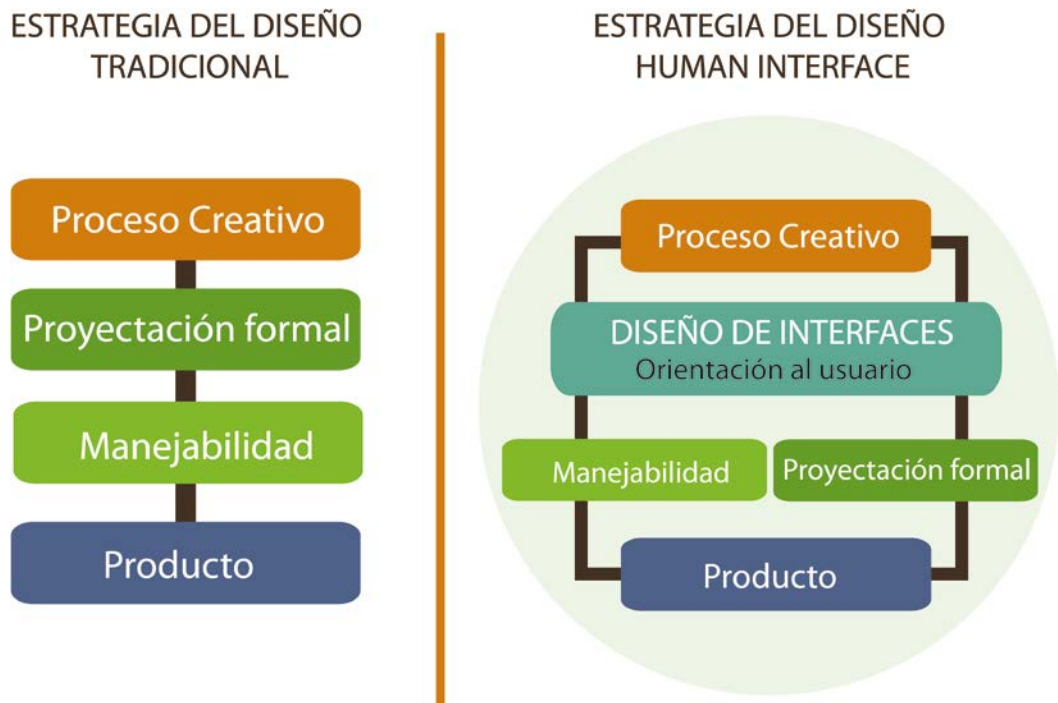 ESTRATEGIA DEL DISEÑO
TRADICIONAL
Proceso Creativo
Proyectación formal
Manejabilidad
Producto
ESTRATEGIA DEL DISEÑO
HUMAN INTERFACE
Proceso Creativo
DISEÑO DE INTERFACES
Orientación al usuario
Manejabilidad
Proyectación formal
Producto